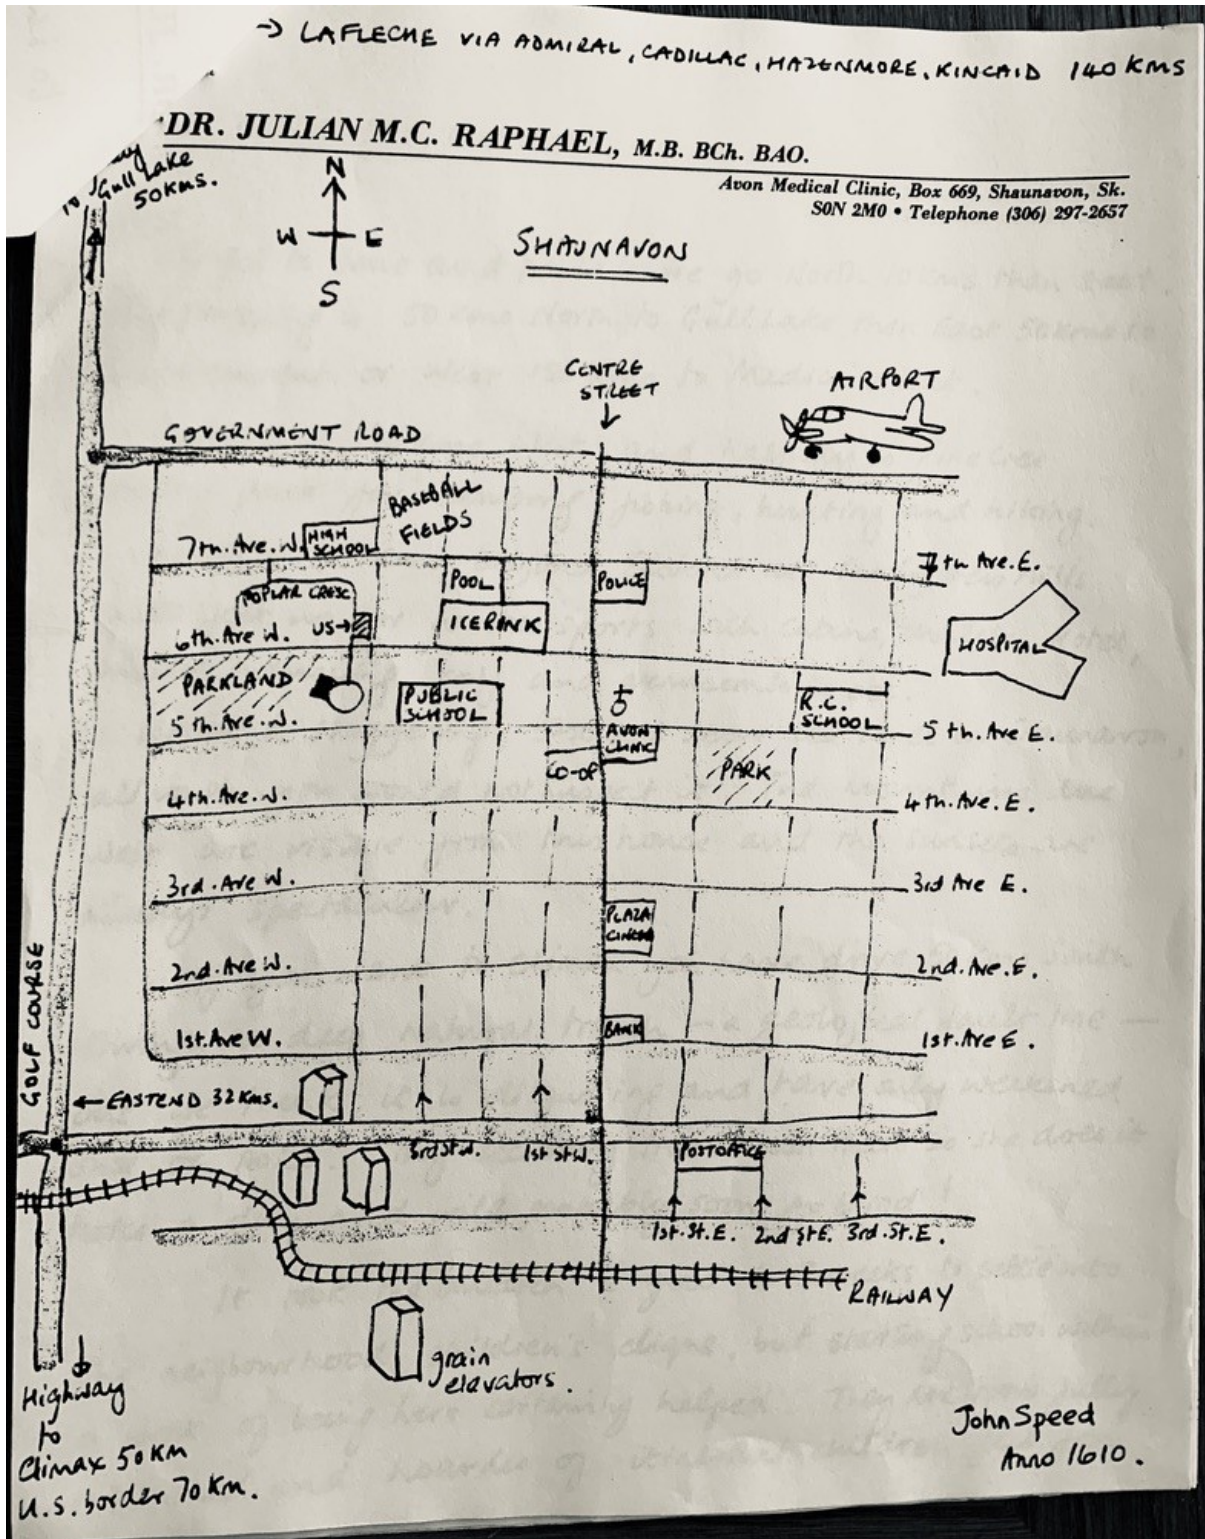 → LAFLECHE VIA ADMIRAL, CADILLAC, HAZENMORE, KINCAID 140 KMS
DR. JULIAN M.C. RAPHAEL, M.B. BCh. BAO.
Avon Medical Clinic, Box 669, Shaunavon, Sk.
S0N 2M0 • Telephone (306) 297-2657
Gull Lake
50 Kms.
N
W E
S
SHAUNAVON
CENTRE
STREET
AIRPORT
GOVERNMENT ROAD
BASEBALL
FIELDS
7th. Ave. W.
HIGH
SCHOOL
7th Ave. E.
POPLAR CRESC
POOL
POLICE
6th. Ave W.
US→
ICERINK
HOSPITAL
PARKLAND
PUBLIC
SCHOOL
R.C.
SCHOOL
5th. Ave. W.
AVON
CLINIC
5th. Ave E.
CO-OP
PARK
4th. Ave. W.
4th. Ave. E.
3rd. Ave W.
3rd Ave E.
PLAZA
CINEMA
2nd. Ave W.
2nd. Ave. E.
GOLF COURSE
1st. Ave W.
BANK
1st. Ave E.
← EASTEND 32 Kms.
3rd St W.
1st St W.
POST OFFICE
1st. St. E.
2nd St E.
3rd. St. E.
RAILWAY
grain
elevators.
Highway
to
Climax 50 Km
U.S. border 70 Km.
John Speed
Anno 1610.